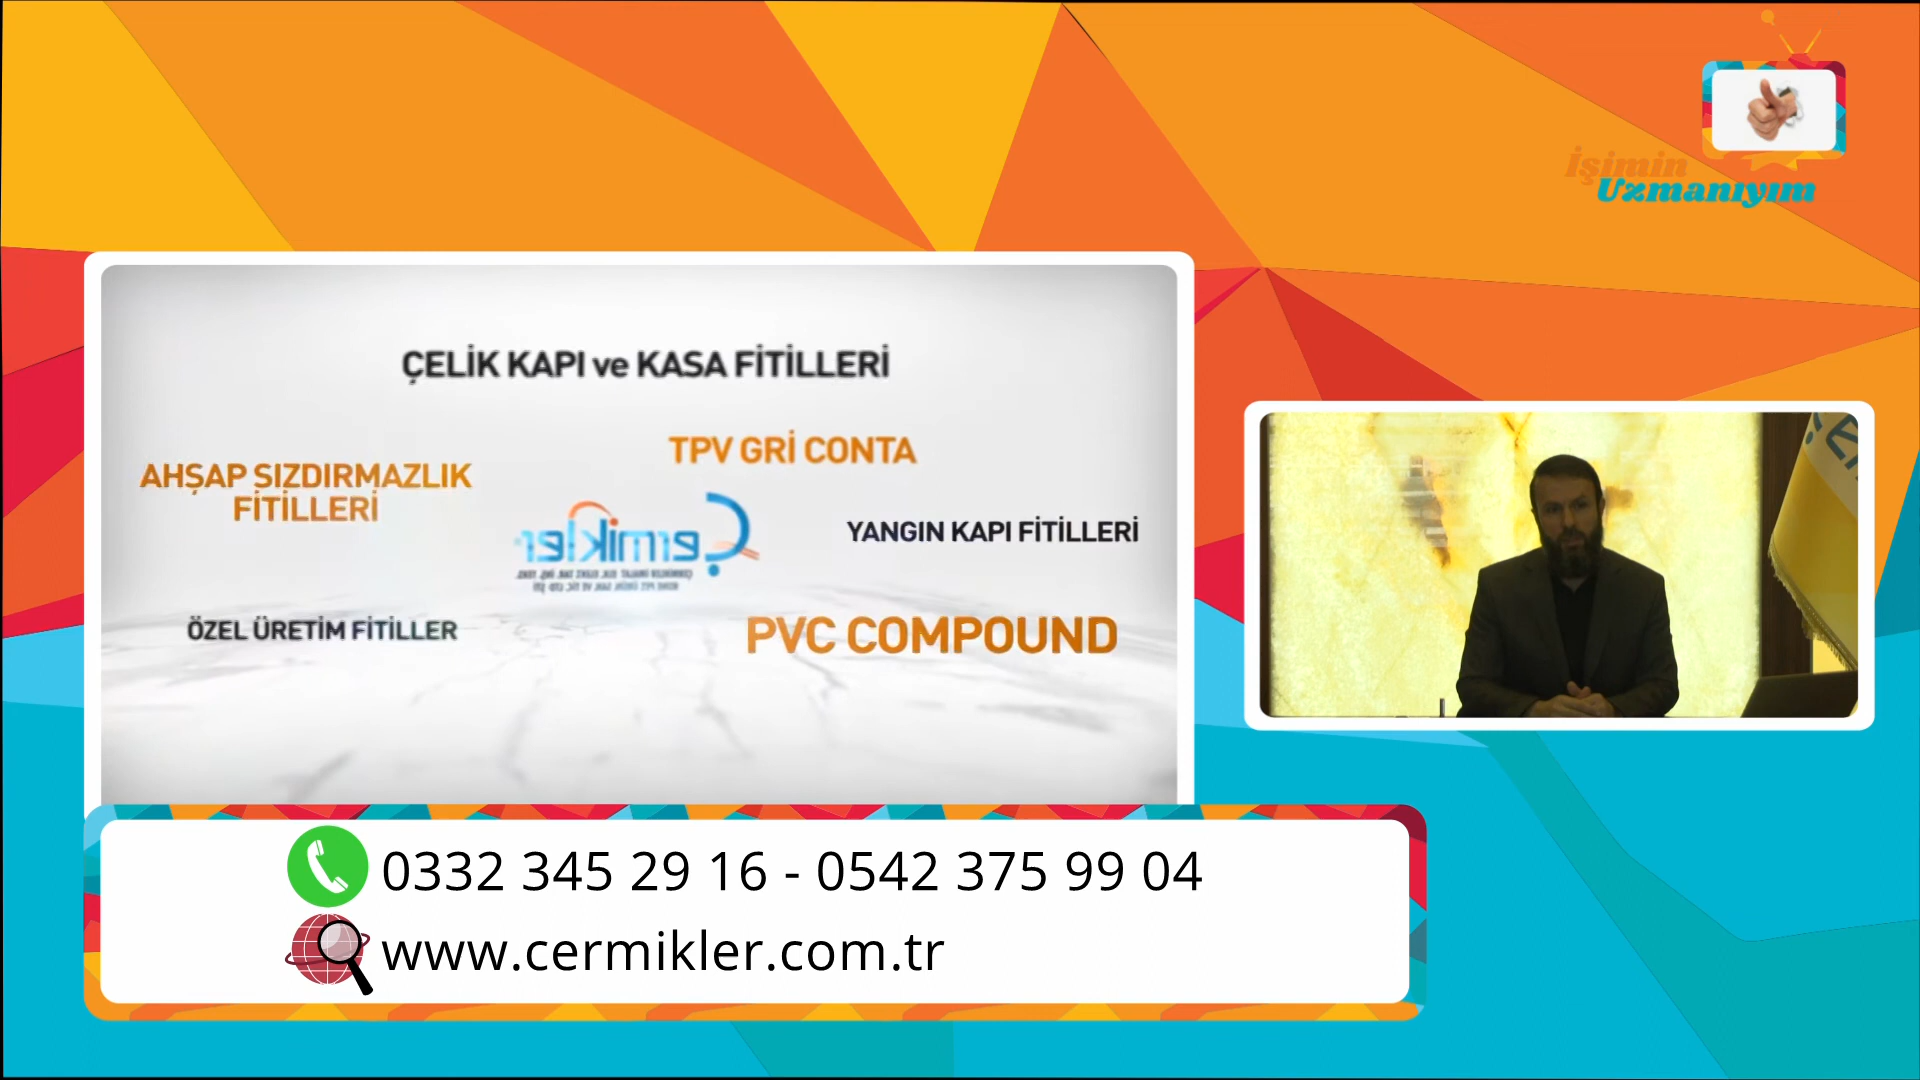 İşimin
Uzmanıyım
ÇELİK KAPI ve KASA FİTİLLERİ
TPV GRİ CONTA
AHŞAP SIZDIRMAZLIK
FİTİLLERİ
Çermikler
YANGIN KAPI FİTİLLERİ
ÖZEL ÜRETİM FİTİLLER
PVC COMPOUND
0332 345 29 16 - 0542 375 99 04
www.cermikler.com.tr